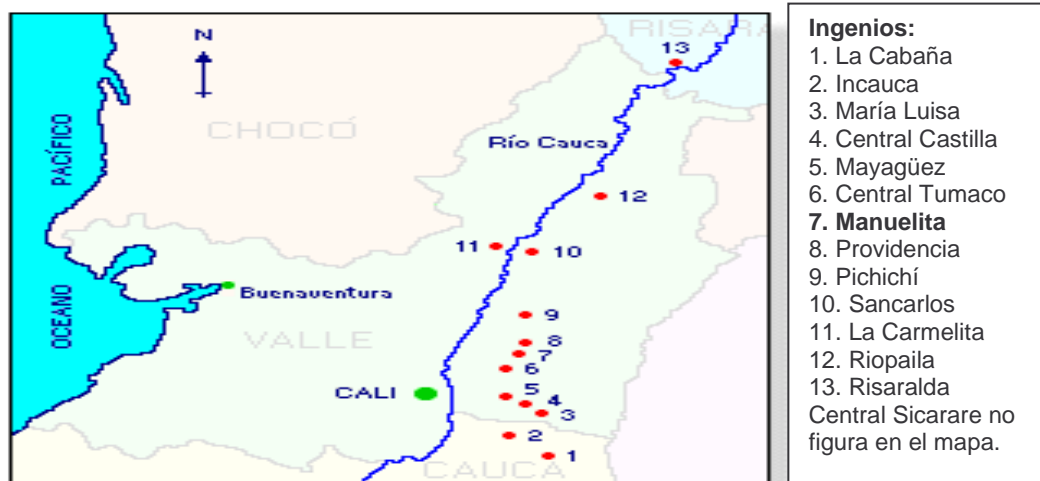 RISARA
N
13
CHOCÓ
Río Cauca
PACÍFICO
12
11
10
Buenaventura
OCEANO
9
VALLE
8
7
6
CALI
5
4
3
2
CAUCA
1
Ingenios:
1. La Cabaña
2. Incauca
3. María Luisa
4. Central Castilla
5. Mayagüez
6. Central Tumaco
7. Manuelita
8. Providencia
9. Pichichí
10. Sancarlos
11. La Carmelita
12. Riopaila
13. Risaralda
Central Sicarare no
figura en el mapa.